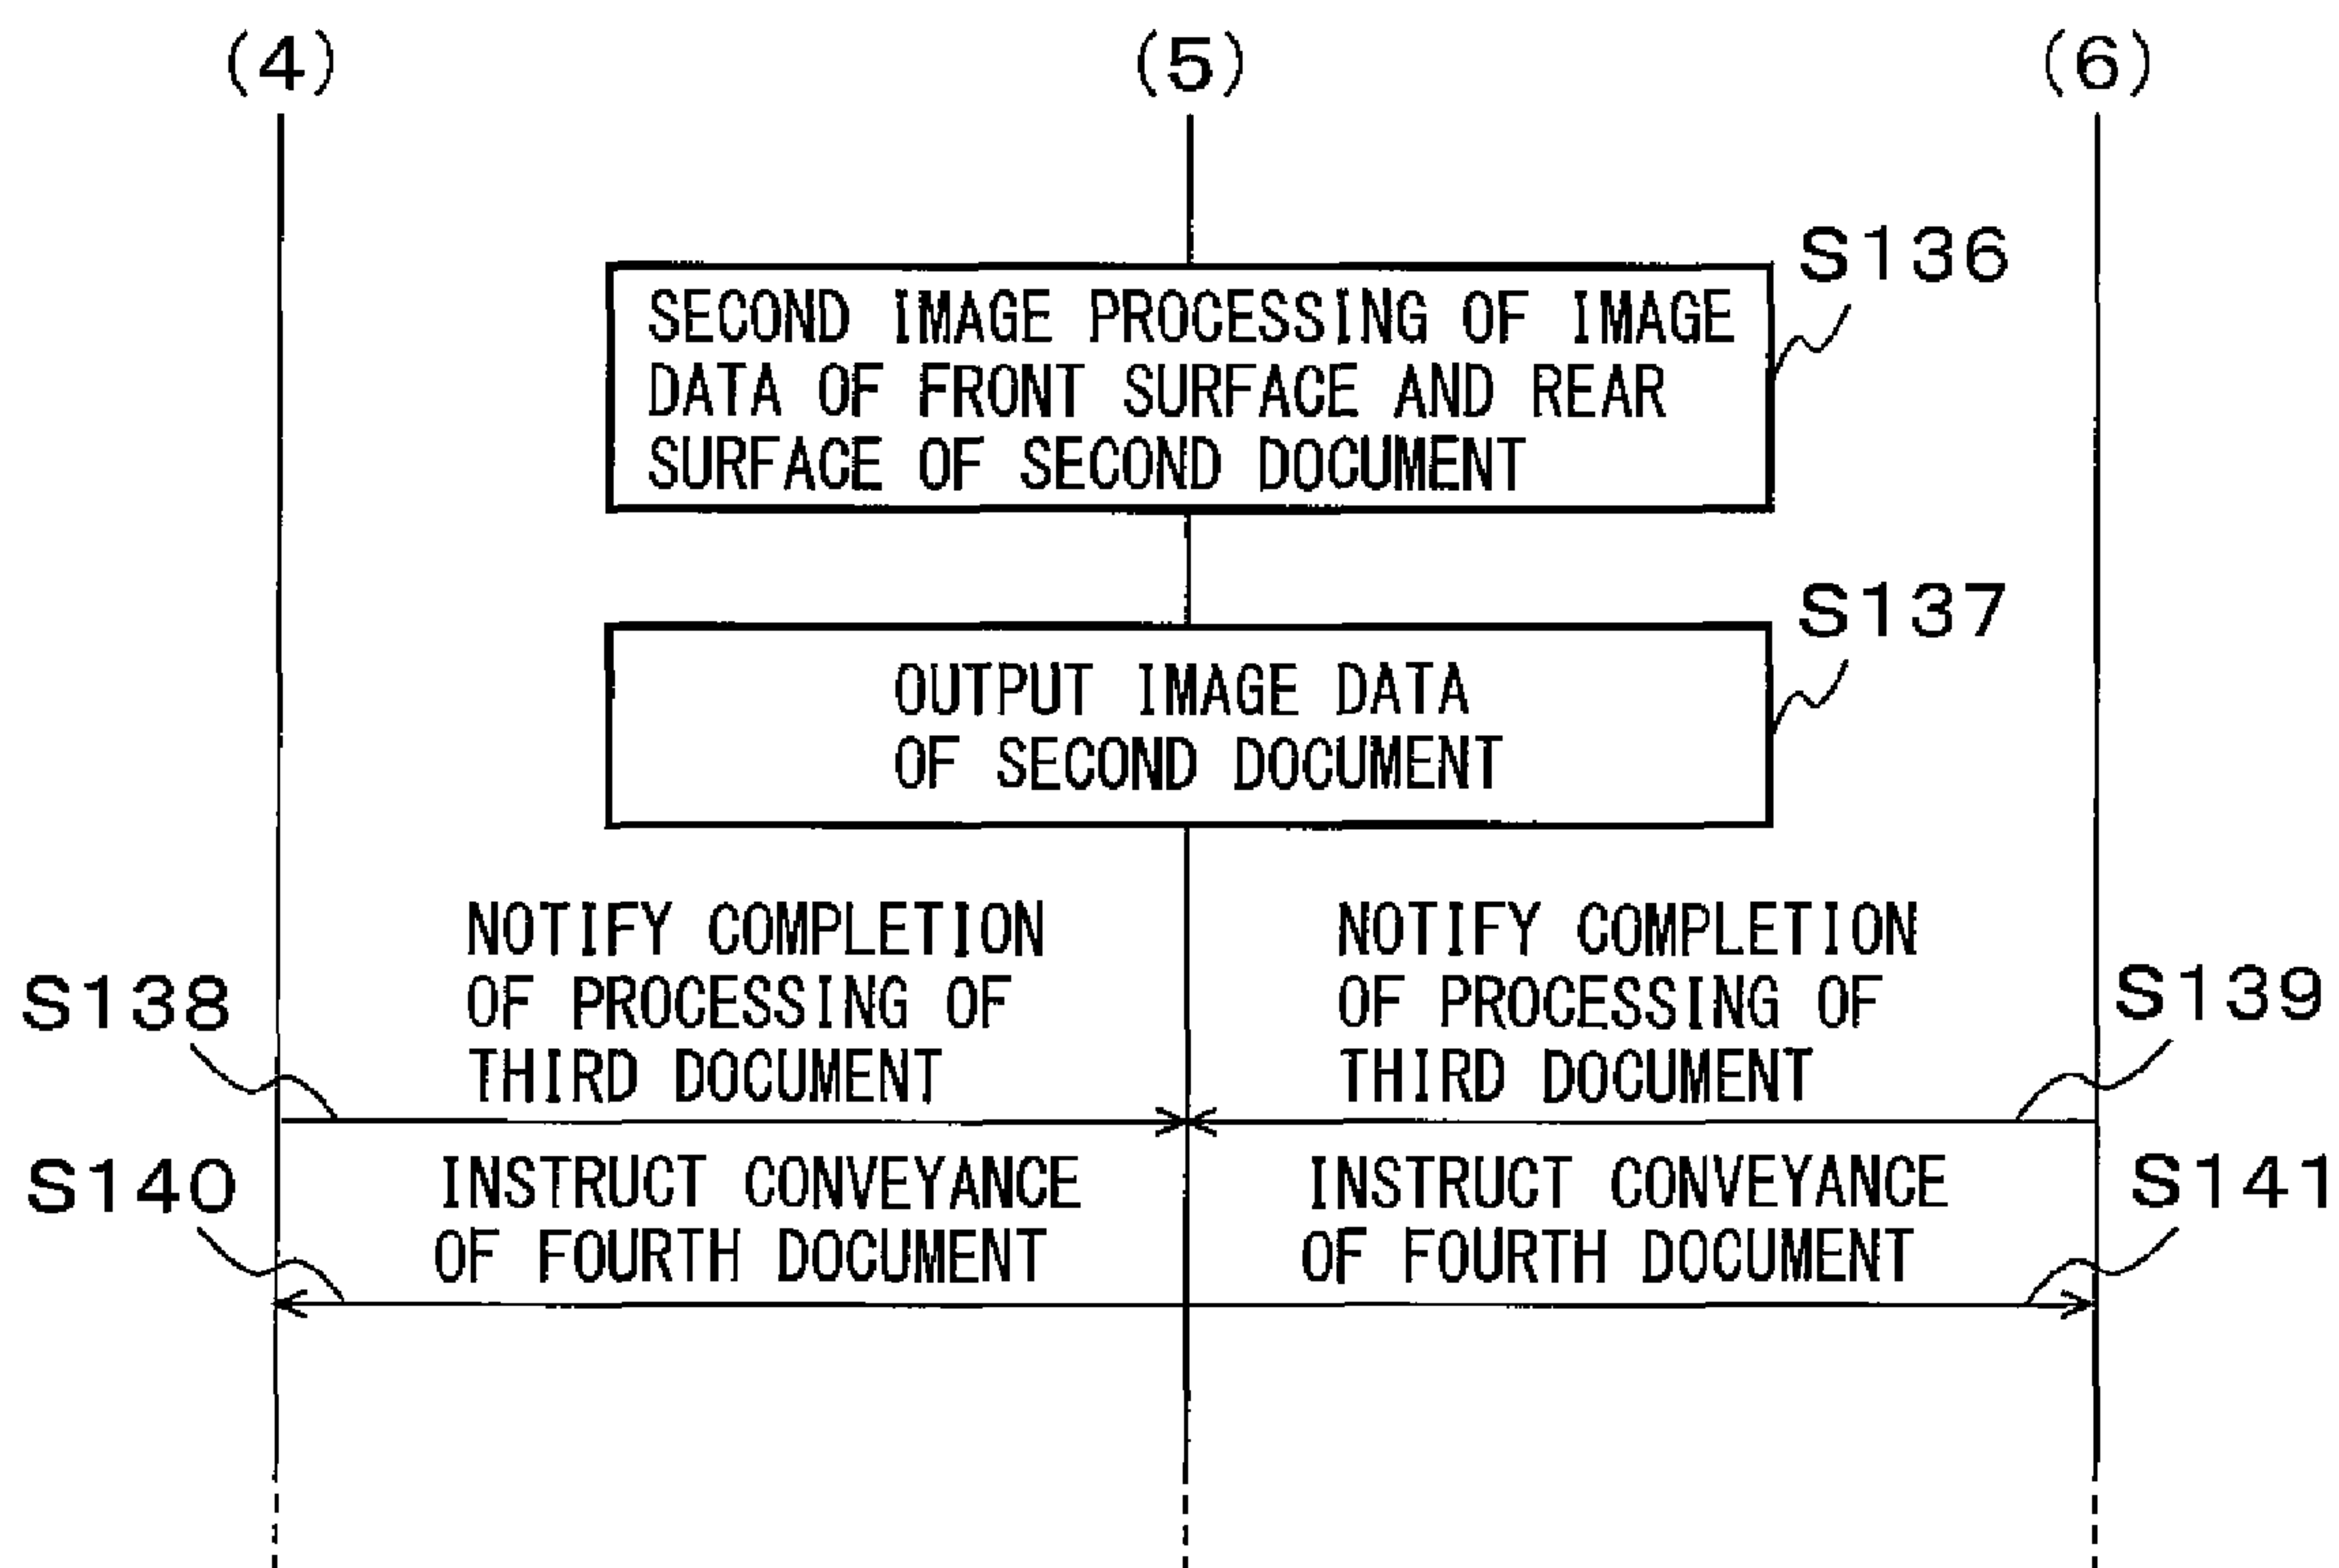 (4)
(5)
(6)
S136
SECOND IMAGE PROCESSING OF IMAGE
DATA OF FRONT SURFACE AND REAR
SURFACE OF SECOND DOCUMENT
S137
OUTPUT IMAGE DATA
OF SECOND DOCUMENT
S138
NOTIFY COMPLETION
OF PROCESSING OF
THIRD DOCUMENT
NOTIFY COMPLETION
OF PROCESSING OF
THIRD DOCUMENT
S139
S140
INSTRUCT CONVEYANCE
OF FOURTH DOCUMENT
INSTRUCT CONVEYANCE
OF FOURTH DOCUMENT
S141